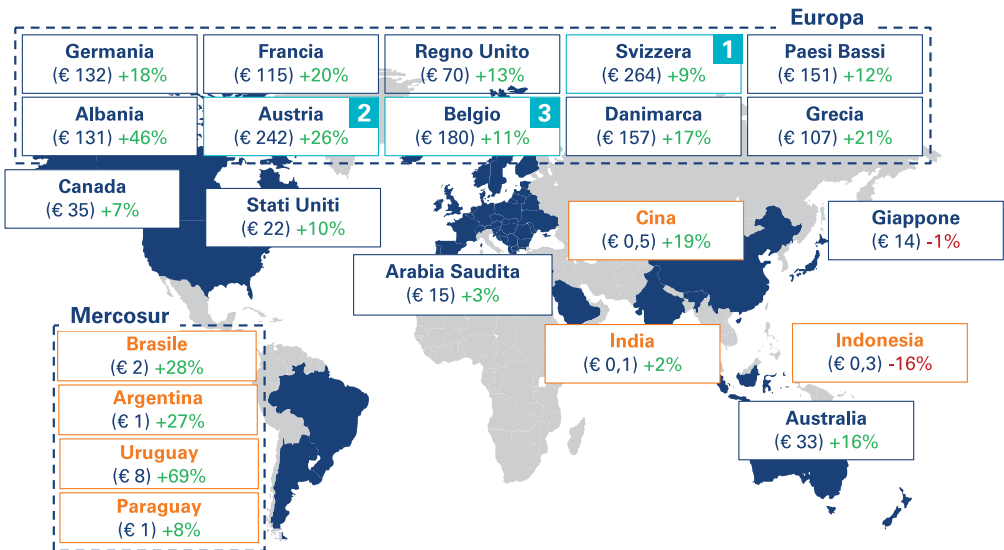 Europa
Germania
(€ 132) +18%
Francia
(€ 115) +20%
Regno Unito
(€ 70) +13%
Svizzera
(€ 264) +9%
1
Paesi Bassi
(€ 151) +12%
Albania
(€ 131) +46%
Austria
(€ 242) +26%
2
Belgio
(€ 180) +11%
3
Danimarca
(€ 157) +17%
Grecia
(€ 107) +21%
Canada
(€ 35) +7%
Stati Uniti
(€ 22) +10%
Cina
(€ 0,5) +19%
Giappone
(€ 14) -1%
Arabia Saudita
(€ 15) +3%
Mercosur
Brasile
(€ 2) +28%
Argentina
(€ 1) +27%
Uruguay
(€ 8) +69%
Paraguay
(€ 1) +8%
India
(€ 0,1) +2%
Indonesia
(€ 0,3) -16%
Australia
(€ 33) +16%